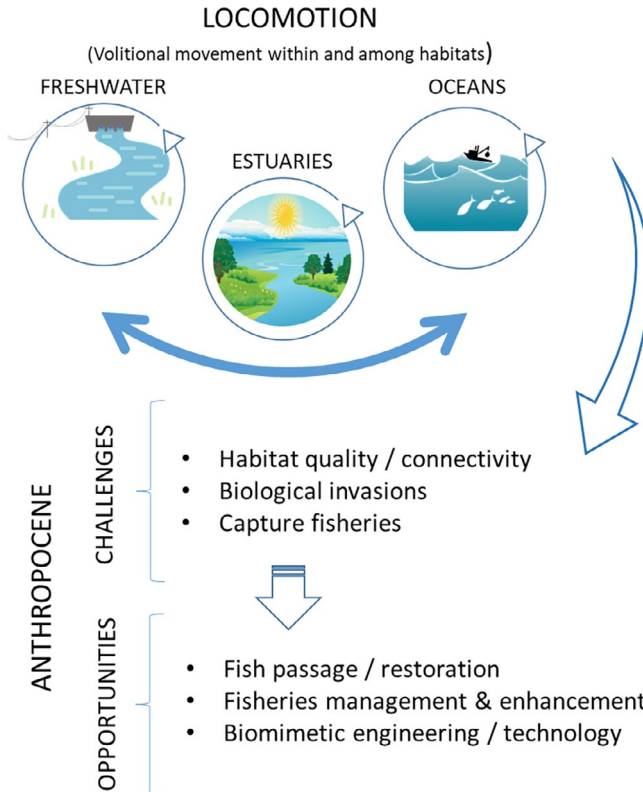 LOCOMOTION
(Volitional movement within and among habitats)
FRESHWATER
OCEANS
ESTUARIES
ANTHROPOCENE
CHALLENGES
• Habitat quality / connectivity
• Biological invasions
• Capture fisheries
OPPORTUNITIES
• Fish passage / restoration
• Fisheries management & enhancement
• Biomimetic engineering / technology